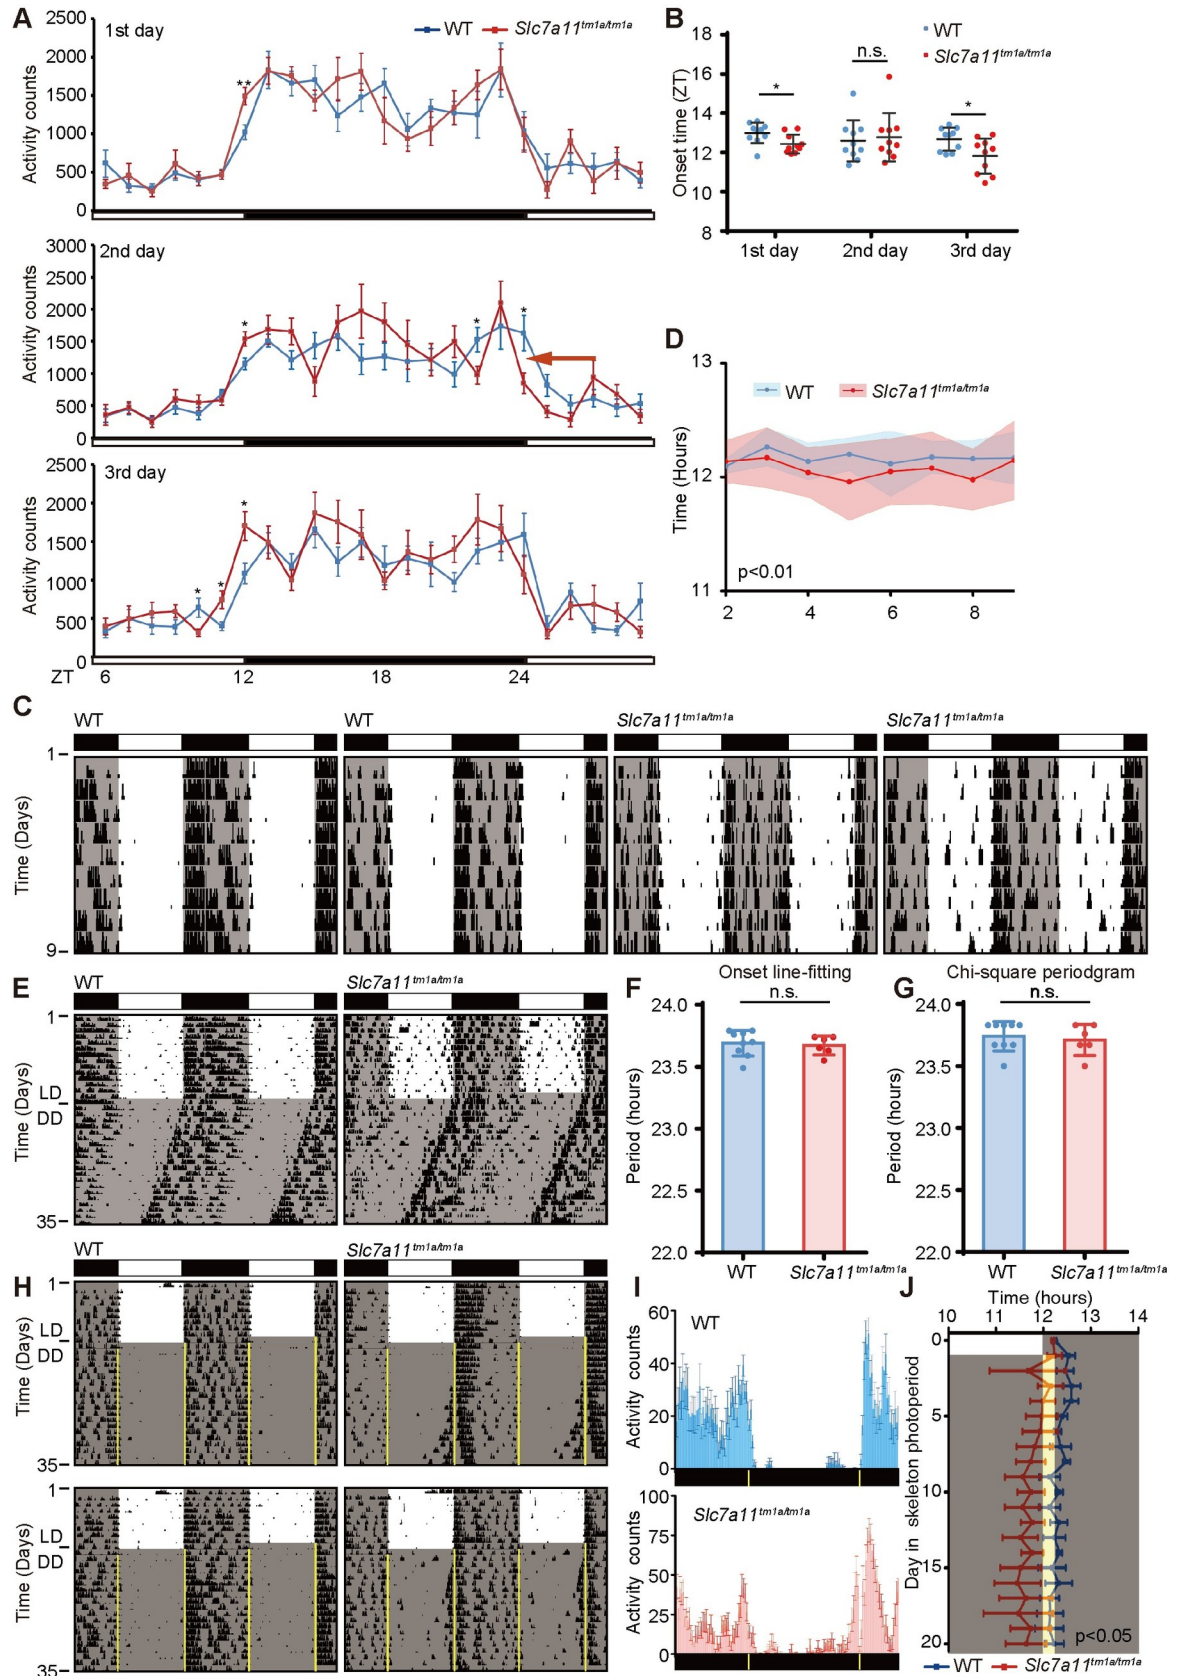 A
1st day
WT
Slc7a11tm1a/tm1a
Activity counts
2500
2000
1500
1000
500
0
**
2nd day
Activity counts
3000
2500
2000
1500
1000
500
0
*
*
*
3rd day
Activity counts
2500
2000
1500
1000
500
0
*
*
*
ZT
6
12
18
24
B
WT
Slc7a11tm1a/tm1a
Onset time (ZT)
18
16
14
12
10
8
*
n.s.
*
1st day
2nd day
3rd day
D
WT
Slc7a11tm1a/tm1a
Time (Hours)
13
12
11
p<0.01
2
4
6
8
C
WT
WT
Slc7a11tm1a/tm1a
Slc7a11tm1a/tm1a
Time (Days)
1
9
E
WT
Slc7a11tm1a/tm1a
Time (Days)
1
LD
DD
35
F
Onset line-fitting
n.s.
Period (hours)
24.0
23.5
23.0
22.5
22.0
WT
Slc7a11tm1a/tm1a
G
Chi-square periodgram
n.s.
Period (hours)
24.0
23.5
23.0
22.5
22.0
WT
Slc7a11tm1a/tm1a
H
WT
Slc7a11tm1a/tm1a
Time (Days)
1
LD
DD
35
Time (Days)
1
LD
DD
35
I
WT
Activity counts
60
40
20
0
Slc7a11tm1a/tm1a
Activity counts
100
75
50
25
0
J
Time (hours)
10
11
12
13
14
Day in skeleton photoperiod
0
5
10
15
20
p<0.05
WT
Slc7a11tm1a/tm1a